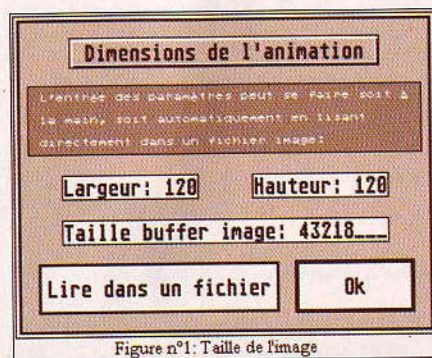 Dimensions de l'animation
L'entrée des paramètres peut se faire soit à
la main, soit automatiquement en lisant
directement dans un fichier image!
Largeur: 120 Hauteur: 120
Taille buffer image: 43218___
Lire dans un fichier Ok
Figure n°1: Taille de l'image